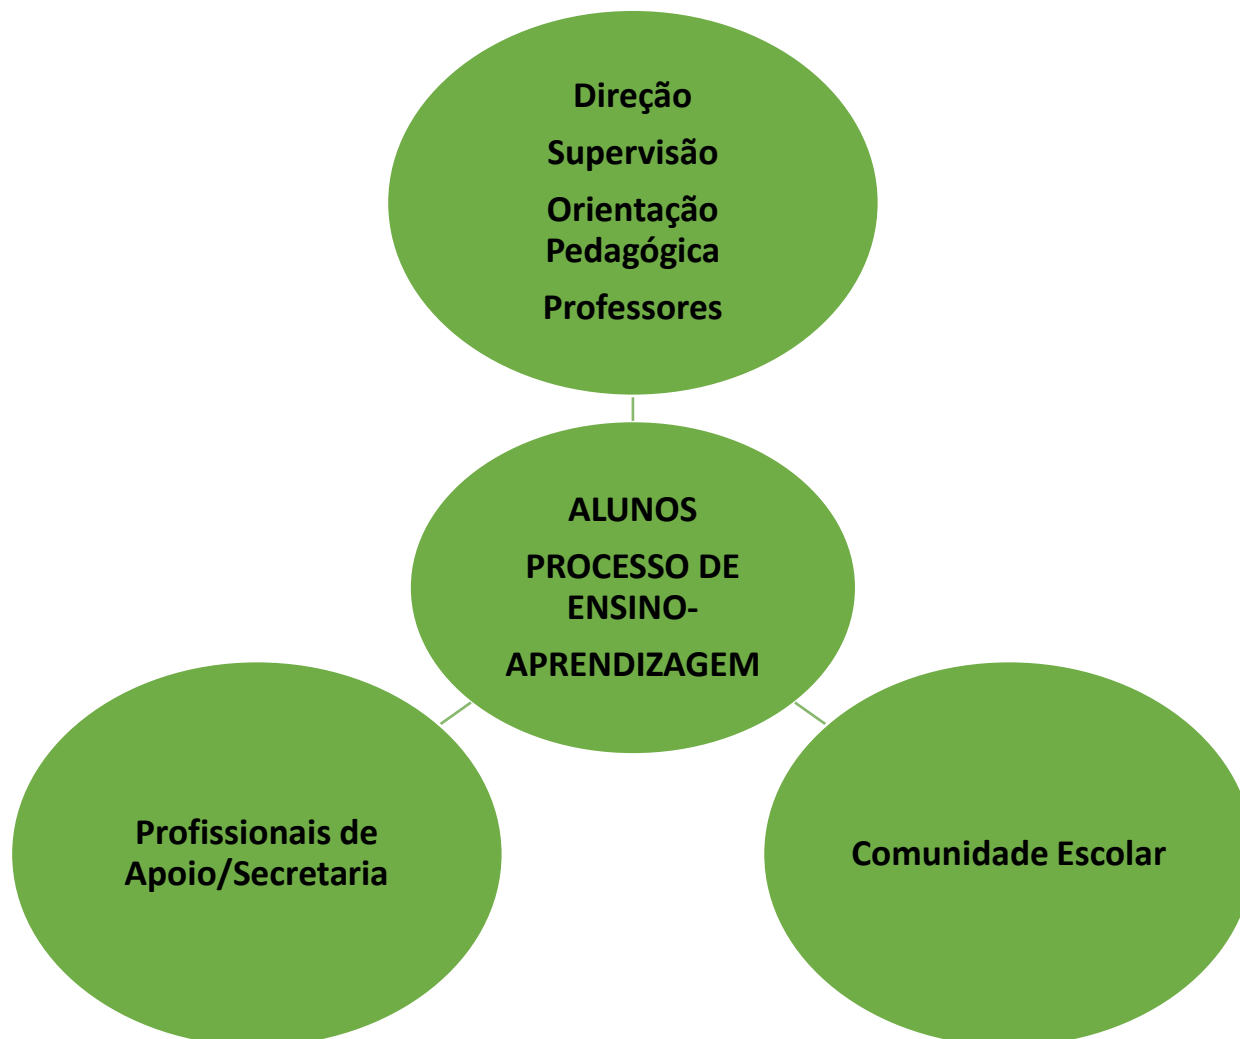 Direção
Supervisão
Orientação
Pedagógica
Professores
ALUNOS
PROCESSO DE
ENSINO-
APRENDIZAGEM
Profissionais de
Apoio/Secretaria
Comunidade Escolar